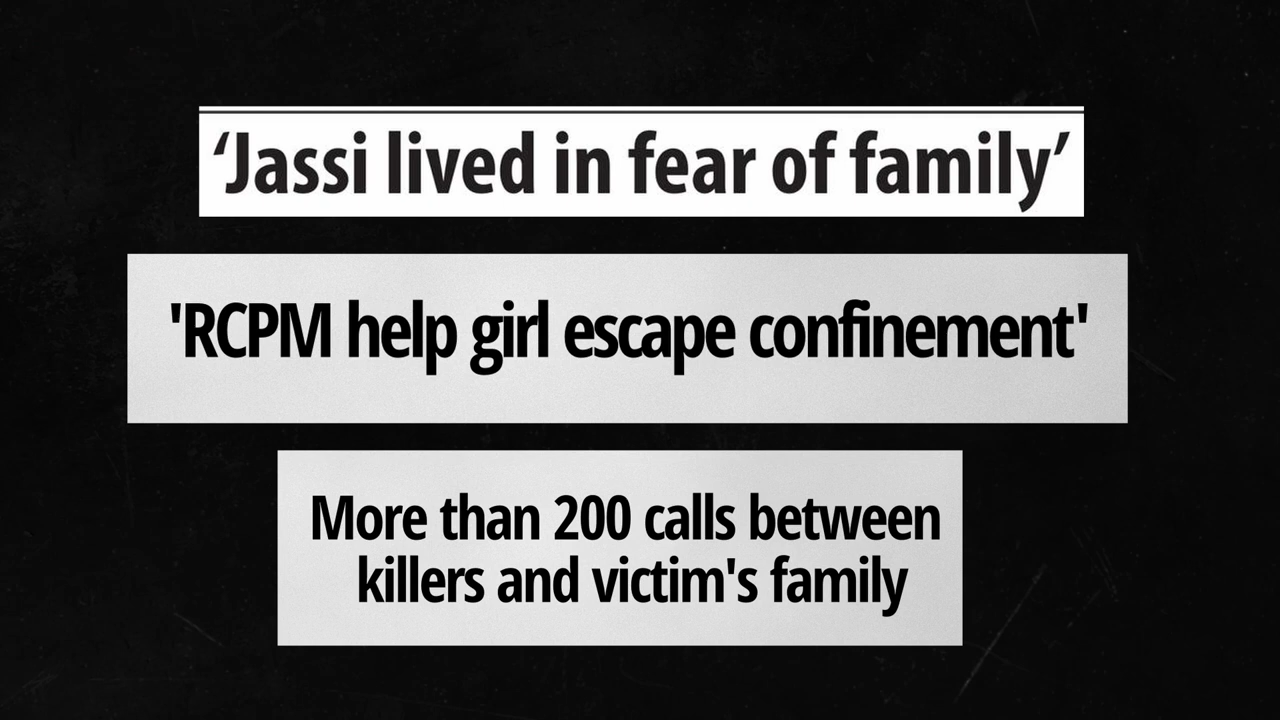 ‘Jassi lived in fear of family’
'RCPM help girl escape confinement'
More than 200 calls between
killers and victim's family